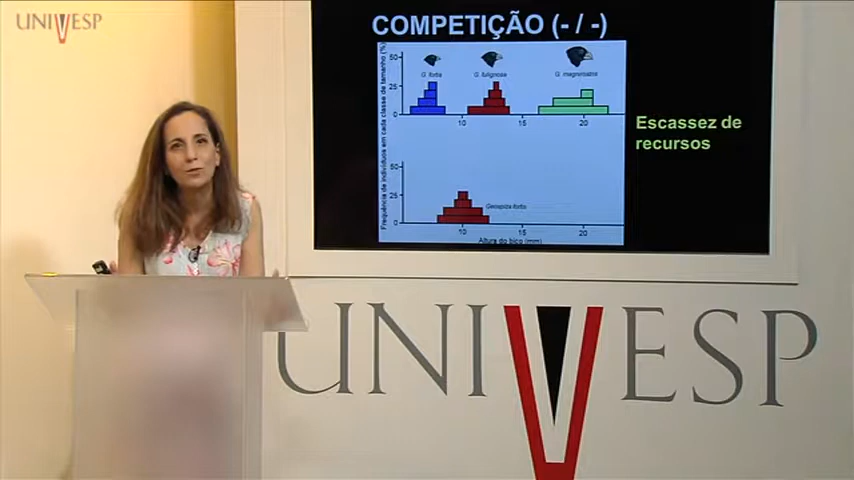 UNIVESP
COMPETIÇÃO (- / -)
Frequência de indivíduos em cada classe de tamanho (%)
50
25
0
G. fortis
G. fuliginosa
G. magnirostris
10
15
20
Escassez de
recursos
50
25
0
Geospiza fortis
10
15
20
Altura do bico (mm)
UNIVESP